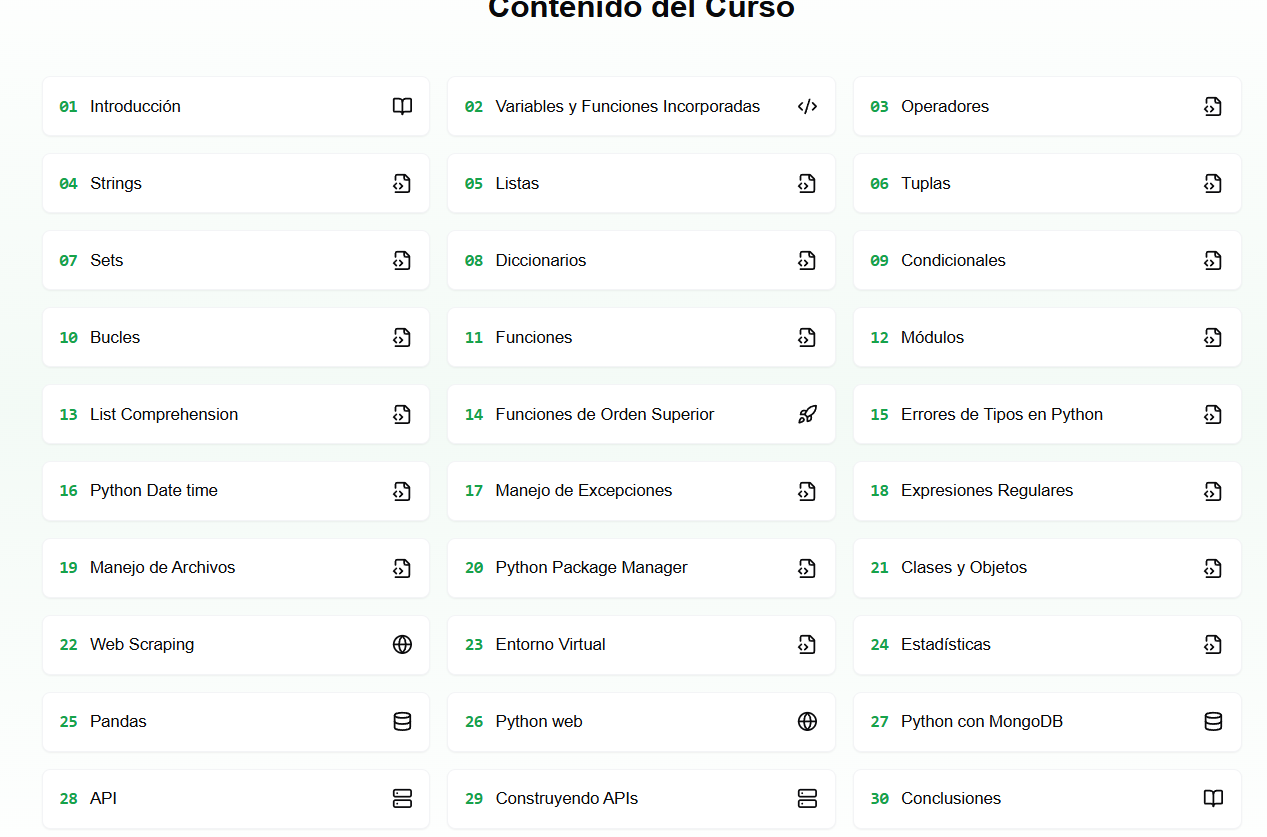 Contenido del Curso
01 Introducción
02 Variables y Funciones Incorporadas
03 Operadores
04 Strings
05 Listas
06 Tuplas
07 Sets
08 Diccionarios
09 Condicionales
10 Bucles
11 Funciones
12 Módulos
13 List Comprehension
14 Funciones de Orden Superior
15 Errores de Tipos en Python
16 Python Date time
17 Manejo de Excepciones
18 Expresiones Regulares
19 Manejo de Archivos
20 Python Package Manager
21 Clases y Objetos
22 Web Scraping
23 Entorno Virtual
24 Estadísticas
25 Pandas
26 Python web
27 Python con MongoDB
28 API
29 Construyendo APIs
30 Conclusiones